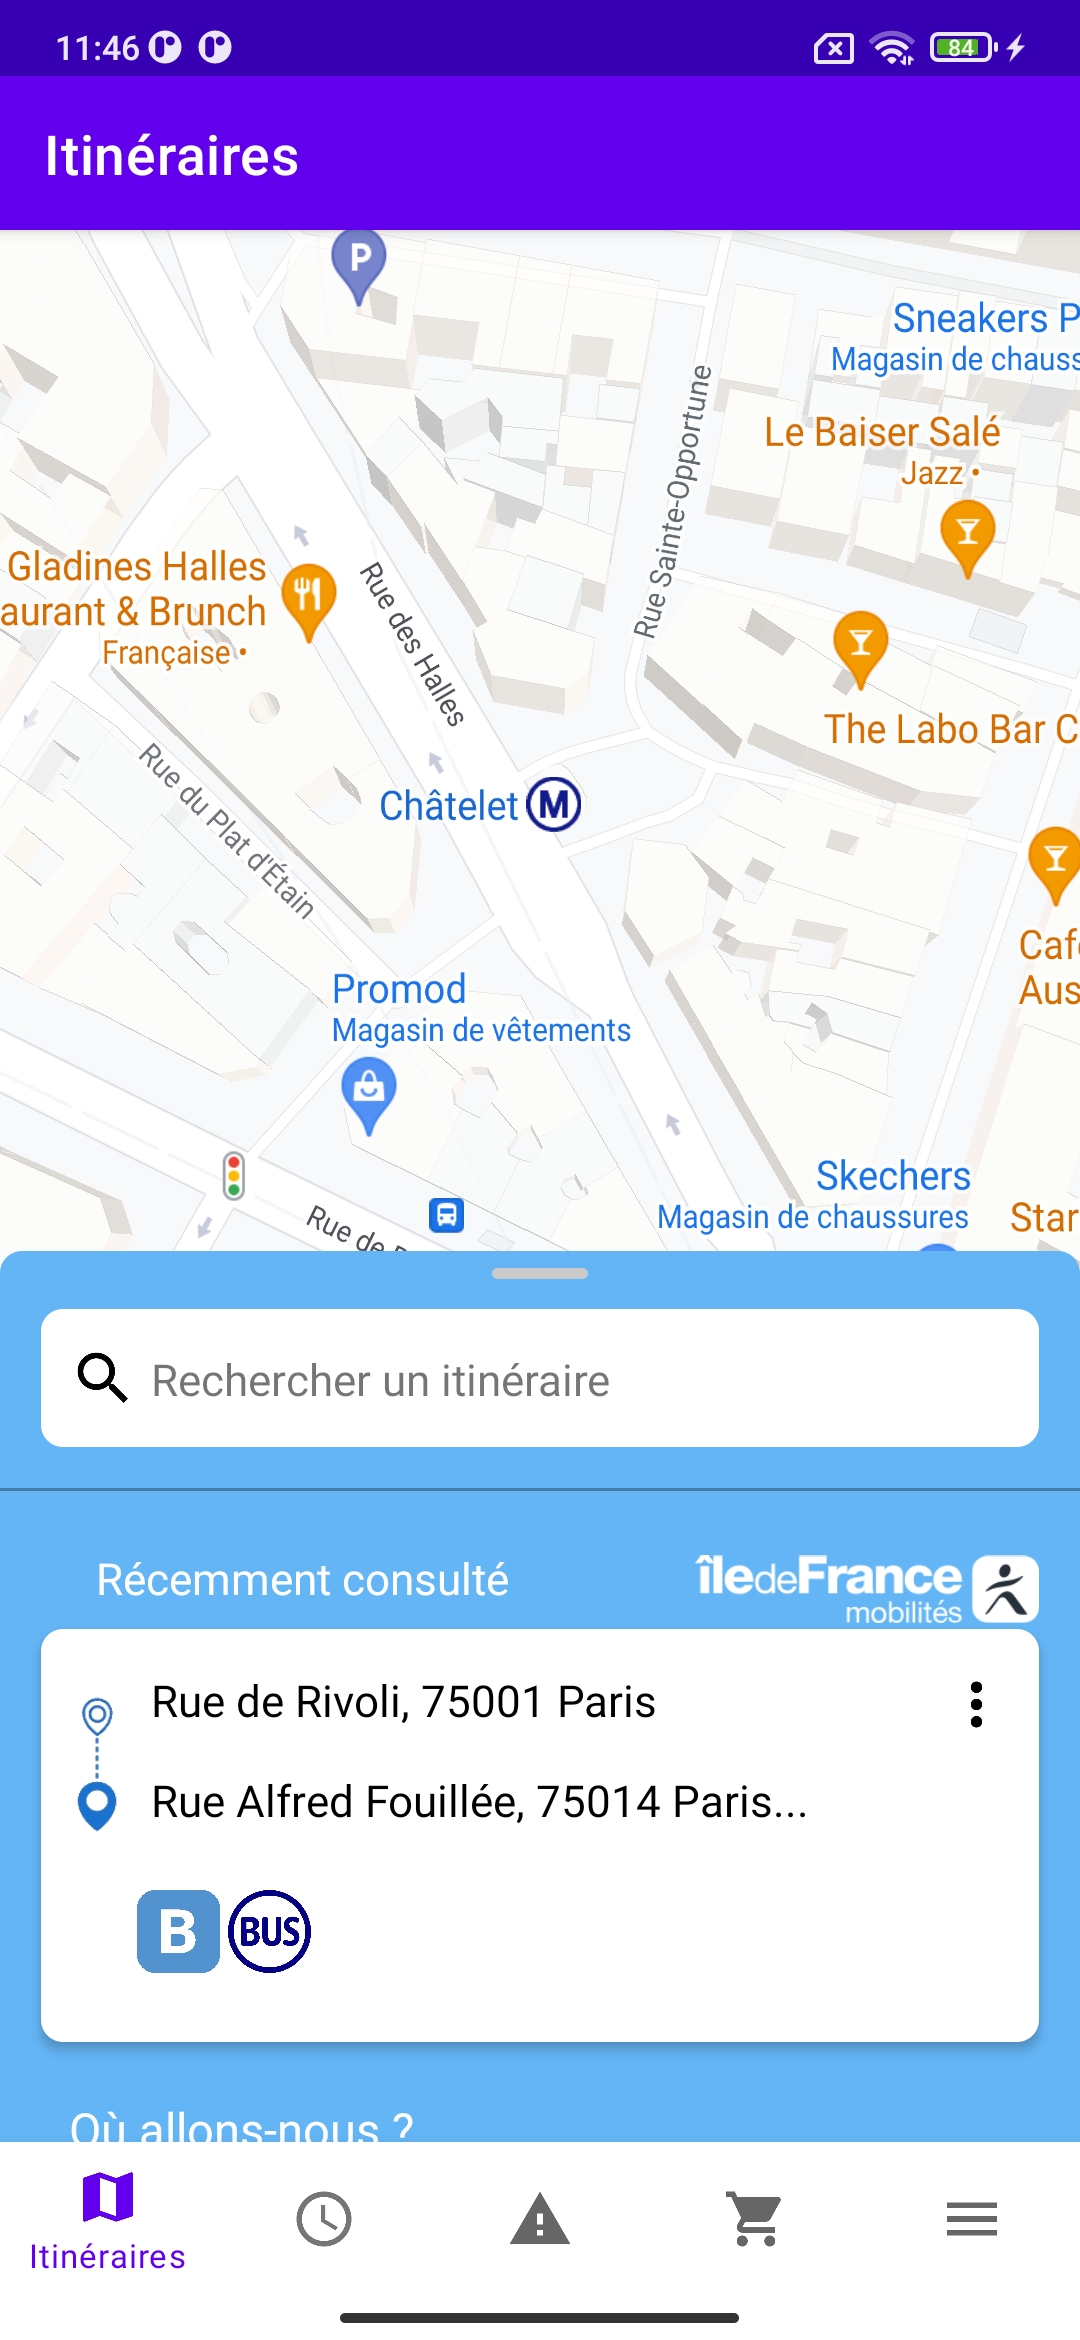 11:46
84
Itinéraires
P
Sneakers P
Magasin de chauss
Le Baiser Salé
Jazz •
Rue Sainte-Opportune
Gladines Halles
aurant & Brunch
Française •
Rue des Halles
The Labo Bar C
Rue du Plat d'Étain
Châtelet M
Caf
Aus
Promod
Magasin de vêtements
Skechers
Magasin de chaussures
Star
Rue de
Rechercher un itinéraire
Récemment consulté
îledeFrance
mobilités
Rue de Rivoli, 75001 Paris
Rue Alfred Fouillée, 75014 Paris...
B BUS
Où allons-nous ?
Itinéraires